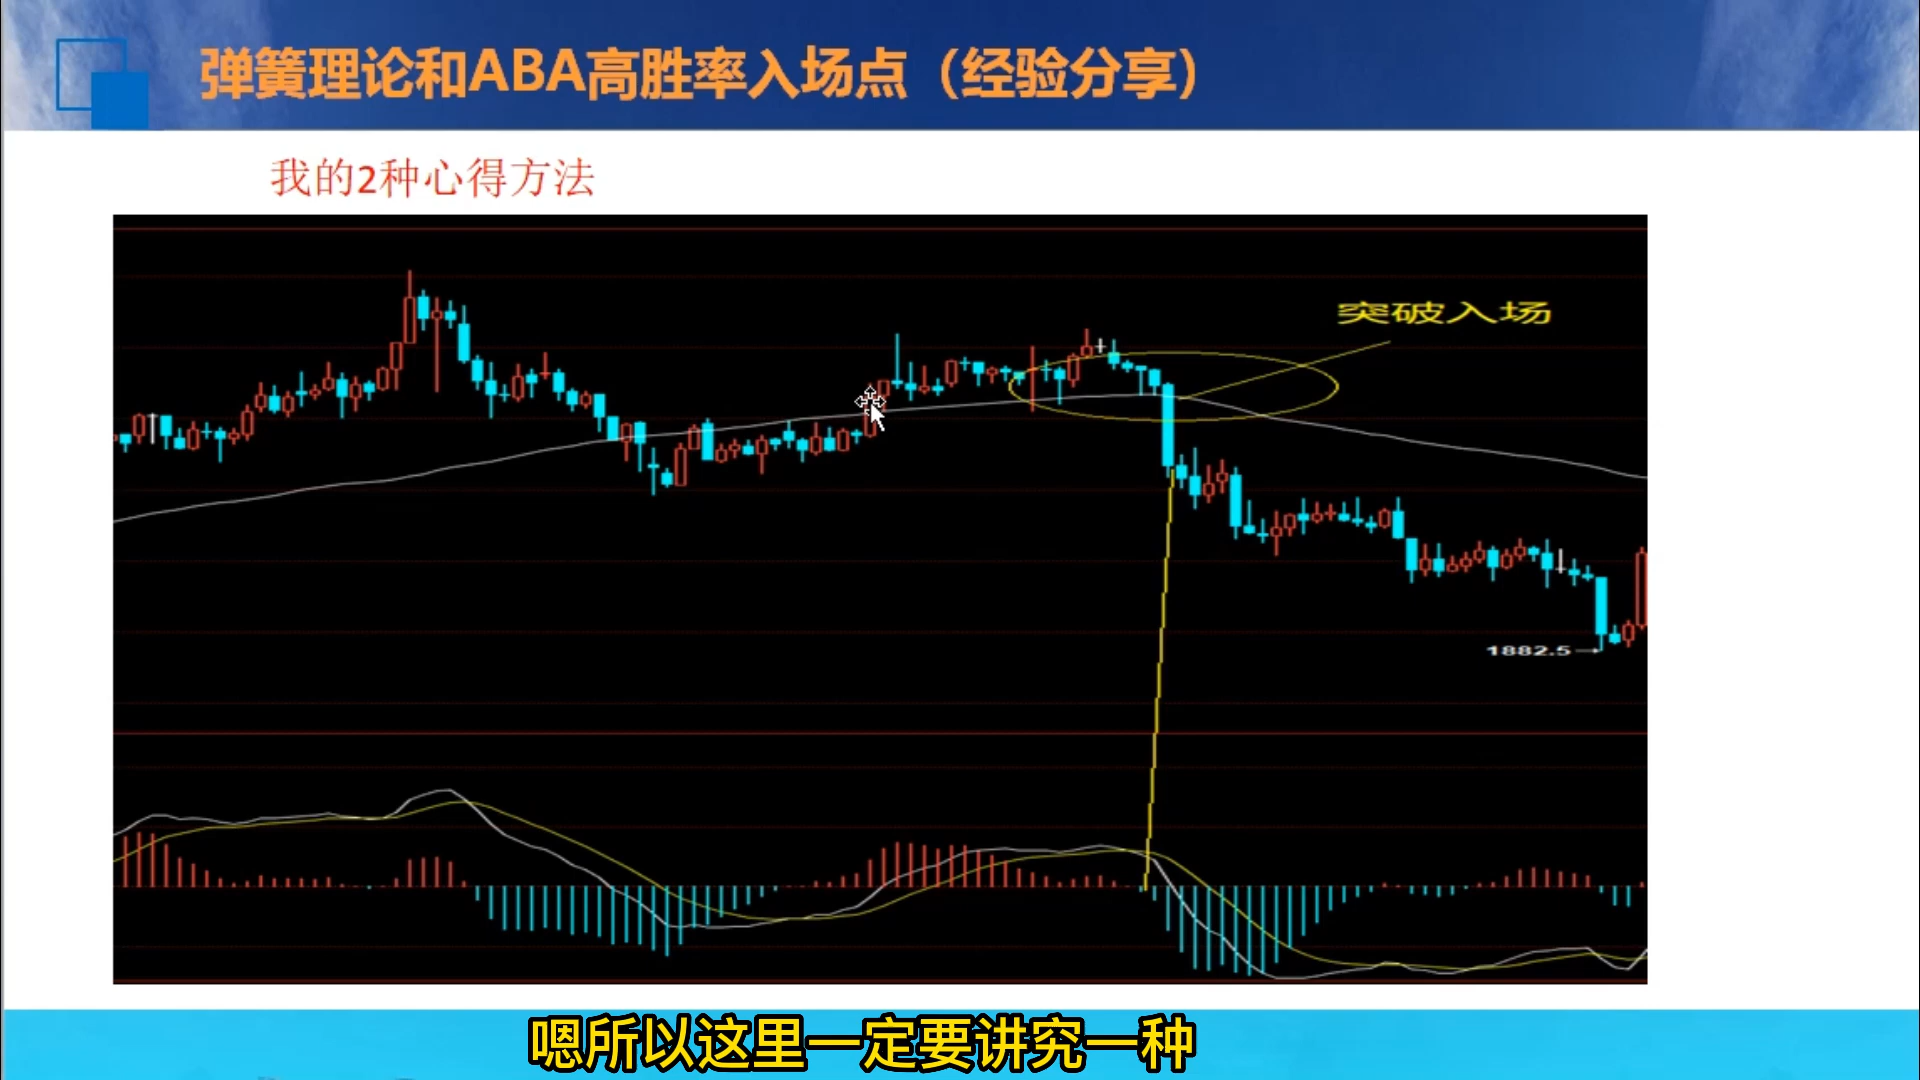 弹簧理论和ABA高胜率入场点（经验分享）
我的2种心得方法
突破入场
1882.5
嗯所以这里一定要讲究一种